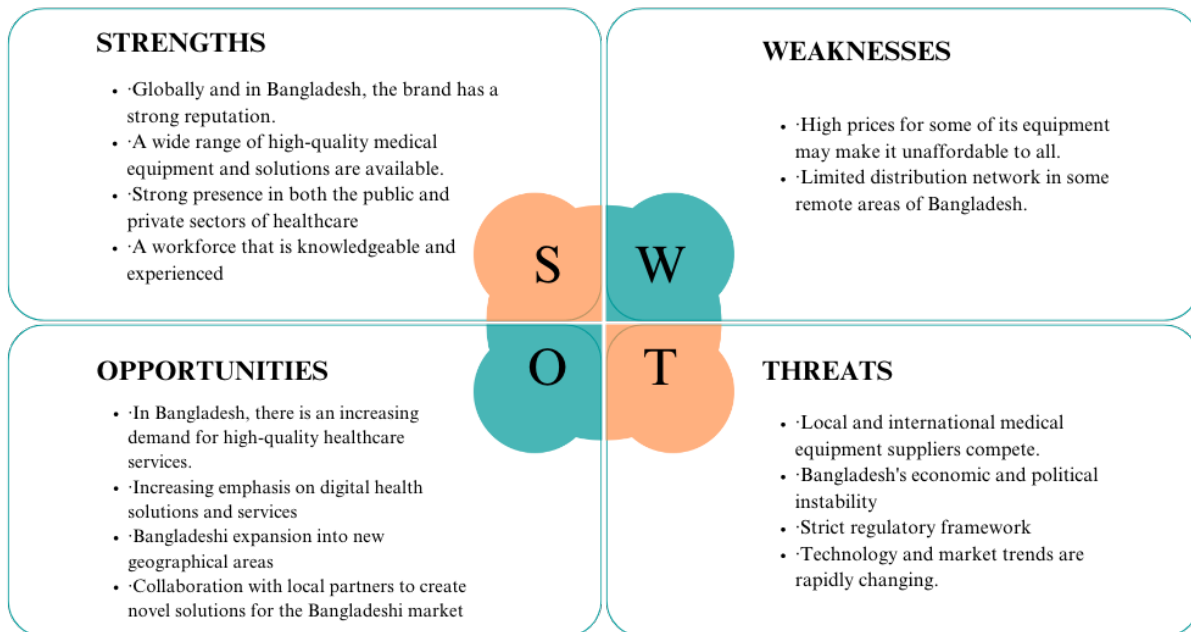 STRENGTHS
• ·Globally and in Bangladesh, the brand has a
strong reputation.
• ·A wide range of high-quality medical
equipment and solutions are available.
• ·Strong presence in both the public and
private sectors of healthcare
• ·A workforce that is knowledgeable and
experienced
WEAKNESSES
• ·High prices for some of its equipment
may make it unaffordable to all.
• ·Limited distribution network in some
remote areas of Bangladesh.
S W
O T
OPPORTUNITIES
• ·In Bangladesh, there is an increasing
demand for high-quality healthcare
services.
• ·Increasing emphasis on digital health
solutions and services
• ·Bangladeshi expansion into new
geographical areas
• ·Collaboration with local partners to create
novel solutions for the Bangladeshi market
THREATS
• ·Local and international medical
equipment suppliers compete.
• ·Bangladesh's economic and political
instability
• ·Strict regulatory framework
• ·Technology and market trends are
rapidly changing.